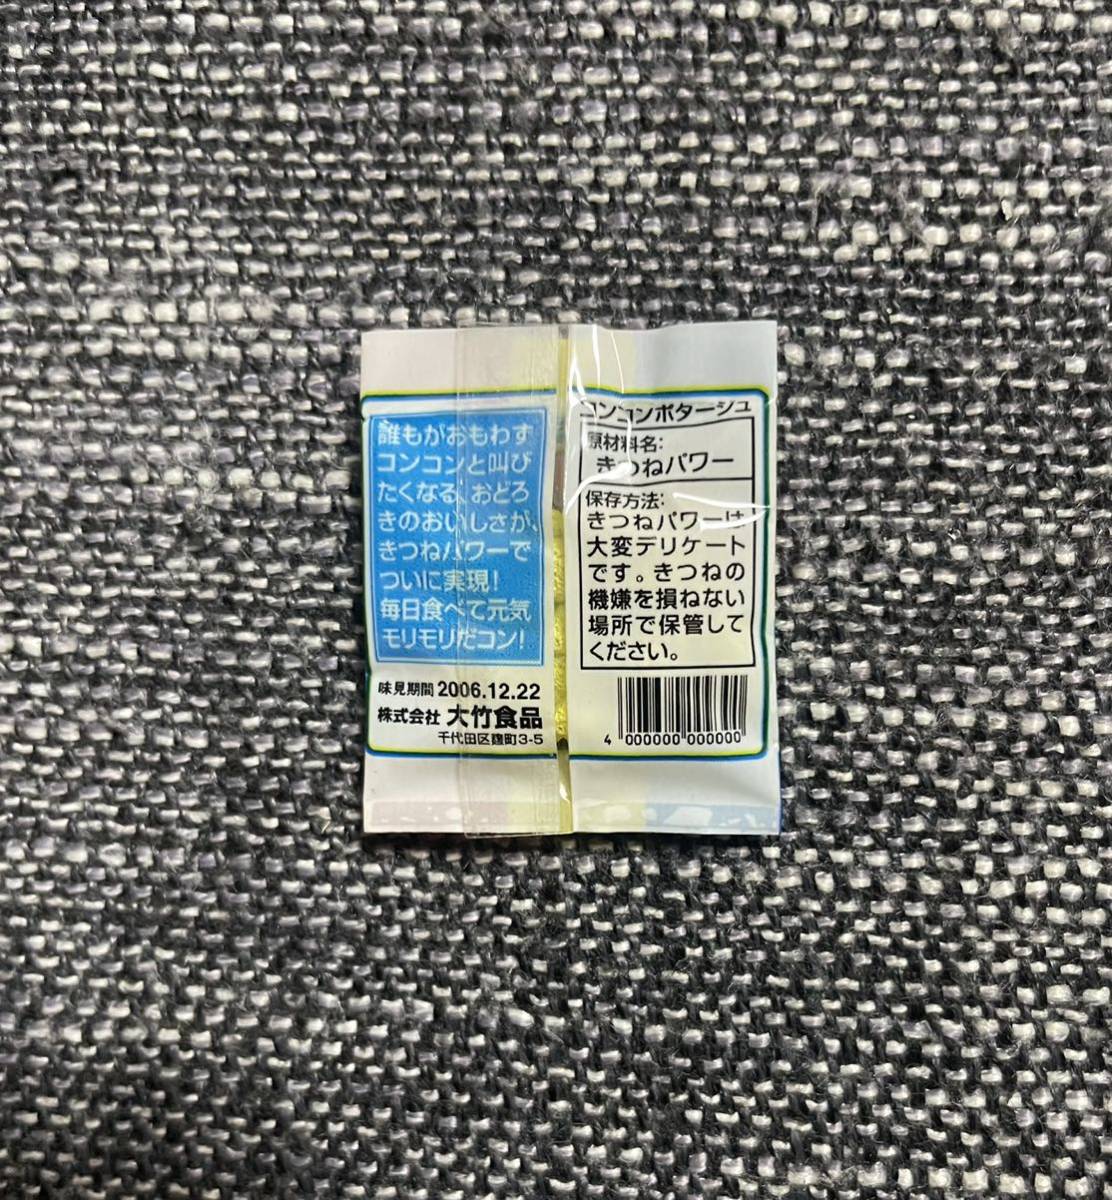 誰もがおもわず
コンコンと叫び
たくなる、おどろ
きのおいしさが、
きつねパワーで
ついに実現!
毎日食べて元気
モリモリだコン!
味見期間 2006.12.22
株式会社 大竹食品
千代田区麹町3-5
コンコンポタージュ
原材料名:
きつねパワー
保存方法:
きつねパワーは
大変デリケート
です。きつねの
機嫌を損ねない
場所で保管して
ください。
4 000000 000000